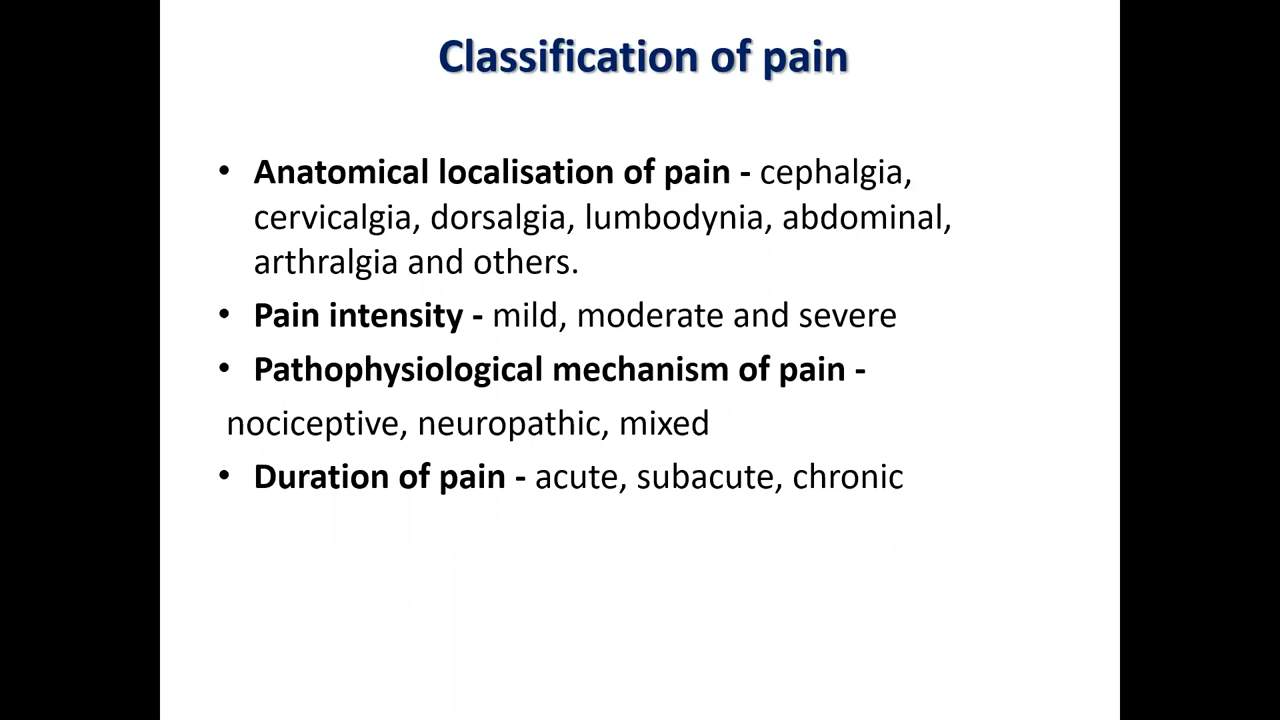 Classification of pain
• Anatomical localisation of pain - cephalgia,
cervicalgia, dorsalgia, lumbodynia, abdominal,
arthralgia and others.
• Pain intensity - mild, moderate and severe
• Pathophysiological mechanism of pain -
nociceptive, neuropathic, mixed
• Duration of pain - acute, subacute, chronic